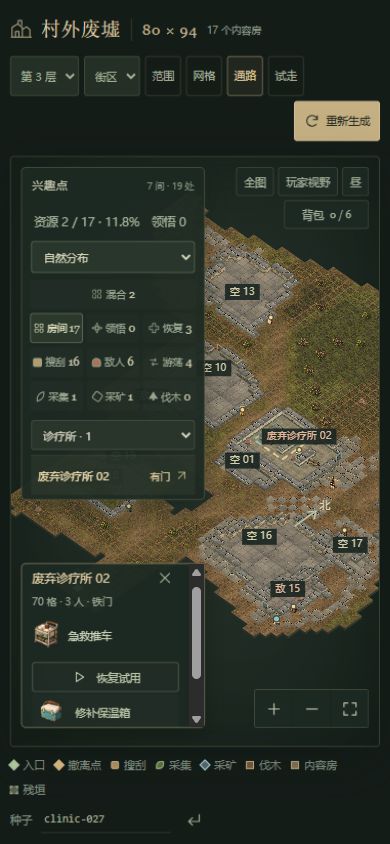 村外废墟 80 × 94 17 个内容房
第 3 层 街区 范围 网格 通路 试走
重新生成
兴趣点 7 间 · 19 处
全图 玩家视野 昼
资源 2 / 17 · 11.8% 领悟 0
背包 0 / 6
自然分布
混合 2
房间 17 领悟 0 恢复 3
搜刮 16 敌人 6 游荡 4
采集 1 采矿 1 伐木 0
诊疗所 · 1
废弃诊疗所 02 有门
空 13
空 10
废弃诊疗所 02
空 01
北
空 16
空 17
敌 15
废弃诊疗所 02
70 格 · 3 人 · 铁门
急救推车
恢复试用
修补保温箱
入口 撤离点 搜刮 采集 采矿 伐木 内容房
残垣
种子 clinic-027